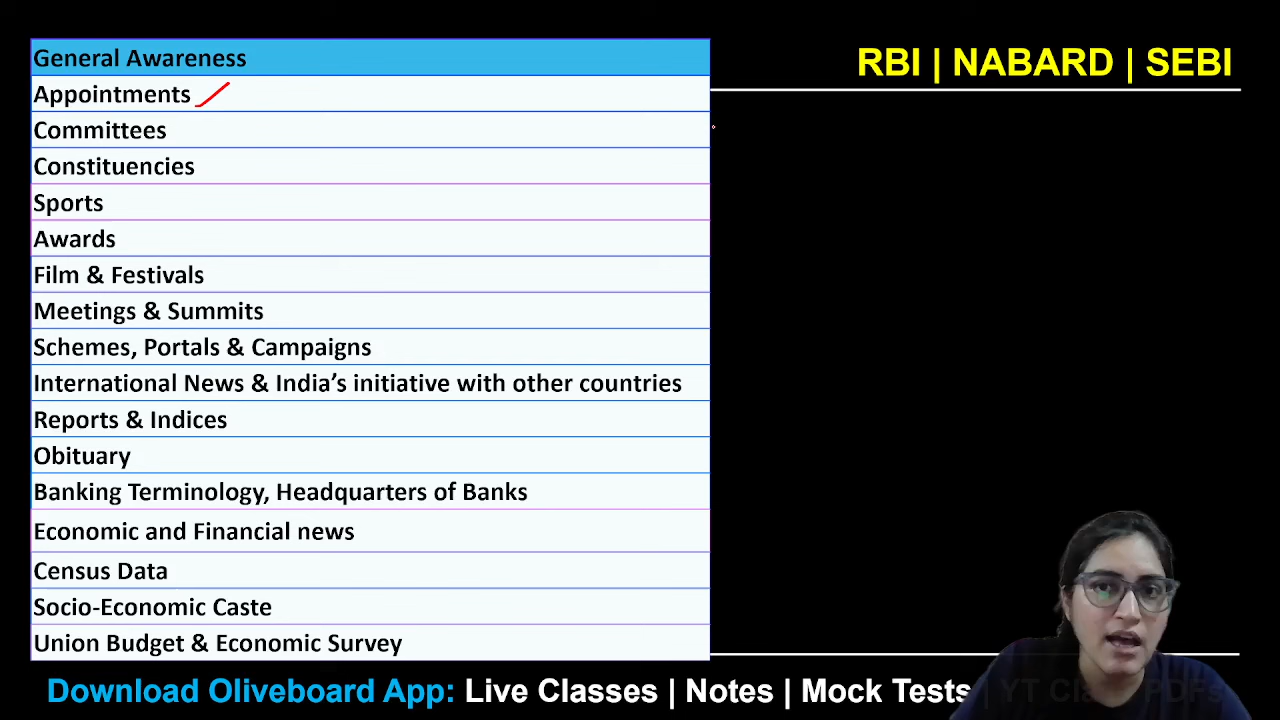 General Awareness
RBI | NABARD | SEBI
Appointments
Committees
Constituencies
Sports
Awards
Film & Festivals
Meetings & Summits
Schemes, Portals & Campaigns
International News & India's initiative with other countries
Reports & Indices
Obituary
Banking Terminology, Headquarters of Banks
Economic and Financial news
Census Data
Socio-Economic Caste
Union Budget & Economic Survey
Download Oliveboard App: Live Classes | Notes | Mock Tests | YT